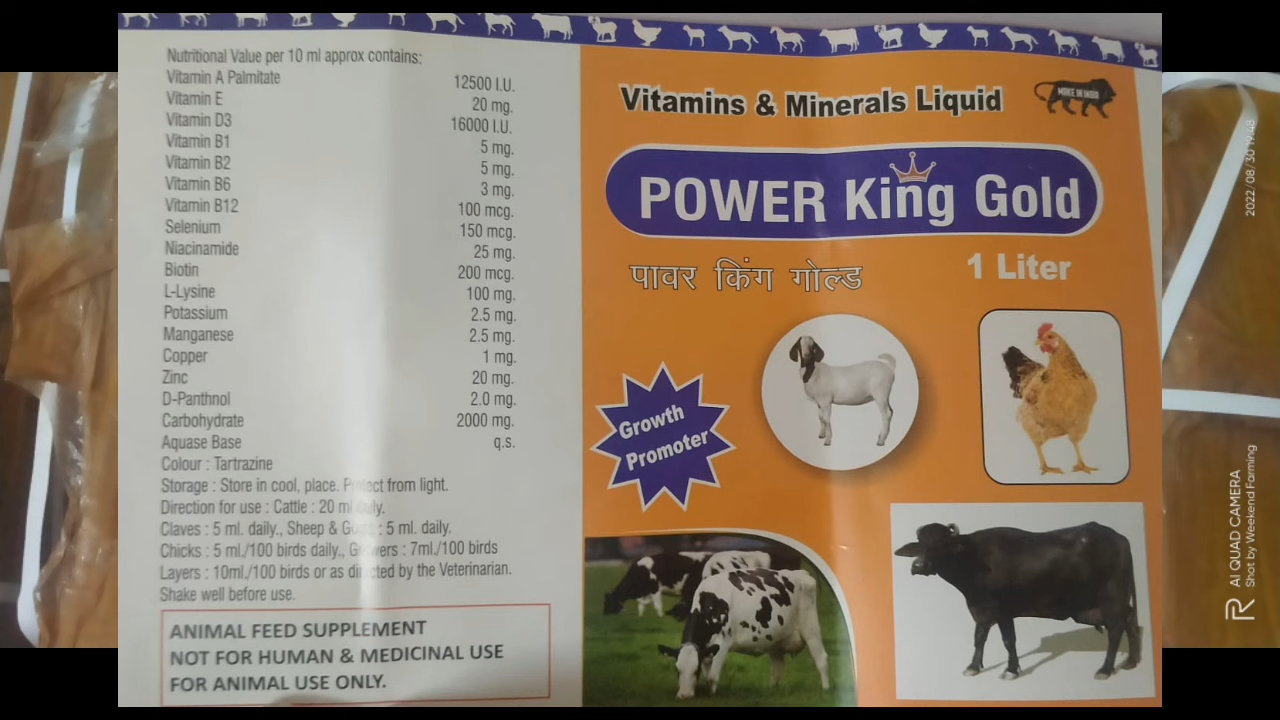 Nutritional Value per 10 ml approx contains:
Vitamin A Palmitate 12500 I.U.
Vitamin E 20 mg.
Vitamin D3 16000 I.U.
Vitamin B1 5 mg.
Vitamin B2 5 mg.
Vitamin B6 3 mg.
Vitamin B12 100 mcg.
Selenium 150 mcg.
Niacinamide 25 mg.
Biotin 200 mcg.
L-Lysine 100 mg.
Potassium 2.5 mg.
Manganese 2.5 mg.
Copper 1 mg.
Zinc 20 mg.
D-Panthnol 2.0 mg.
Carbohydrate 2000 mg.
Aquase Base q.s.
Colour : Tartrazine
Storage : Store in cool, place. Protect from light.
Direction for use : Cattle : 20 ml daily.
Claves : 5 ml. daily., Sheep & Goats : 5 ml. daily.
Chicks : 5 ml./100 birds daily., Growers : 7ml./100 birds
Layers : 10ml./100 birds or as directed by the Veterinarian.
Shake well before use.
ANIMAL FEED SUPPLEMENT
NOT FOR HUMAN & MEDICINAL USE
FOR ANIMAL USE ONLY.
Vitamins & Minerals Liquid
MAKE IN INDIA
POWER King Gold
पावर किंग गोल्ड
1 Liter
Growth
Promoter
2022/08/30 19:48
AI QUAD CAMERA
Shot by Weekend Farming